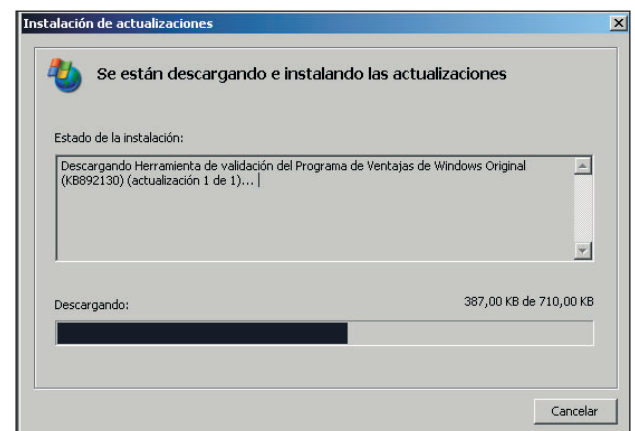 Instalación de actualizaciones
Se están descargando e instalando las actualizaciones
Estado de la instalación:
Descargando Herramienta de validación del Programa de Ventajas de Windows Original
(KB892130) (actualización 1 de 1)...
Descargando:
387,00 KB de 710,00 KB
Cancelar